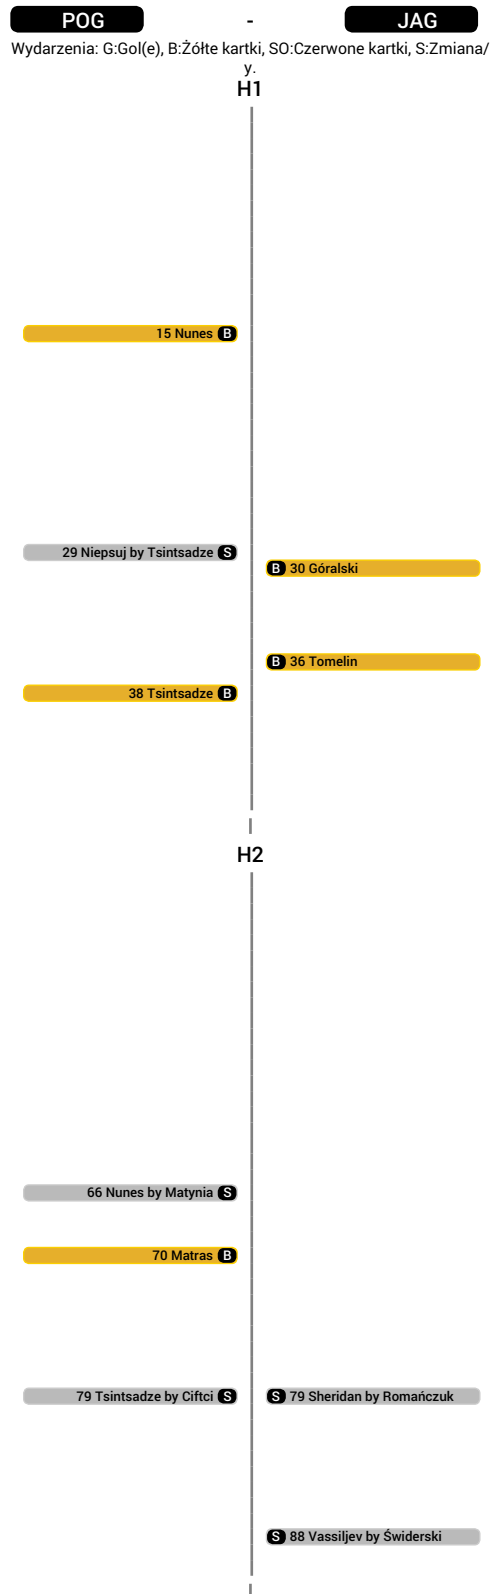 POG - JAG
Wydarzenia: G:Gol(e), B:Żółte kartki, SO:Czerwone kartki, S:Zmiana/
y.
H1
15 Nunes B
29 Niepsuj by Tsintsadze S
B 30 Góralski
B 36 Tomelin
38 Tsintsadze B
H2
66 Nunes by Matynia S
70 Matras B
79 Tsintsadze by Ciftci S
S 79 Sheridan by Romańczuk
S 88 Vassiljev by Świderski